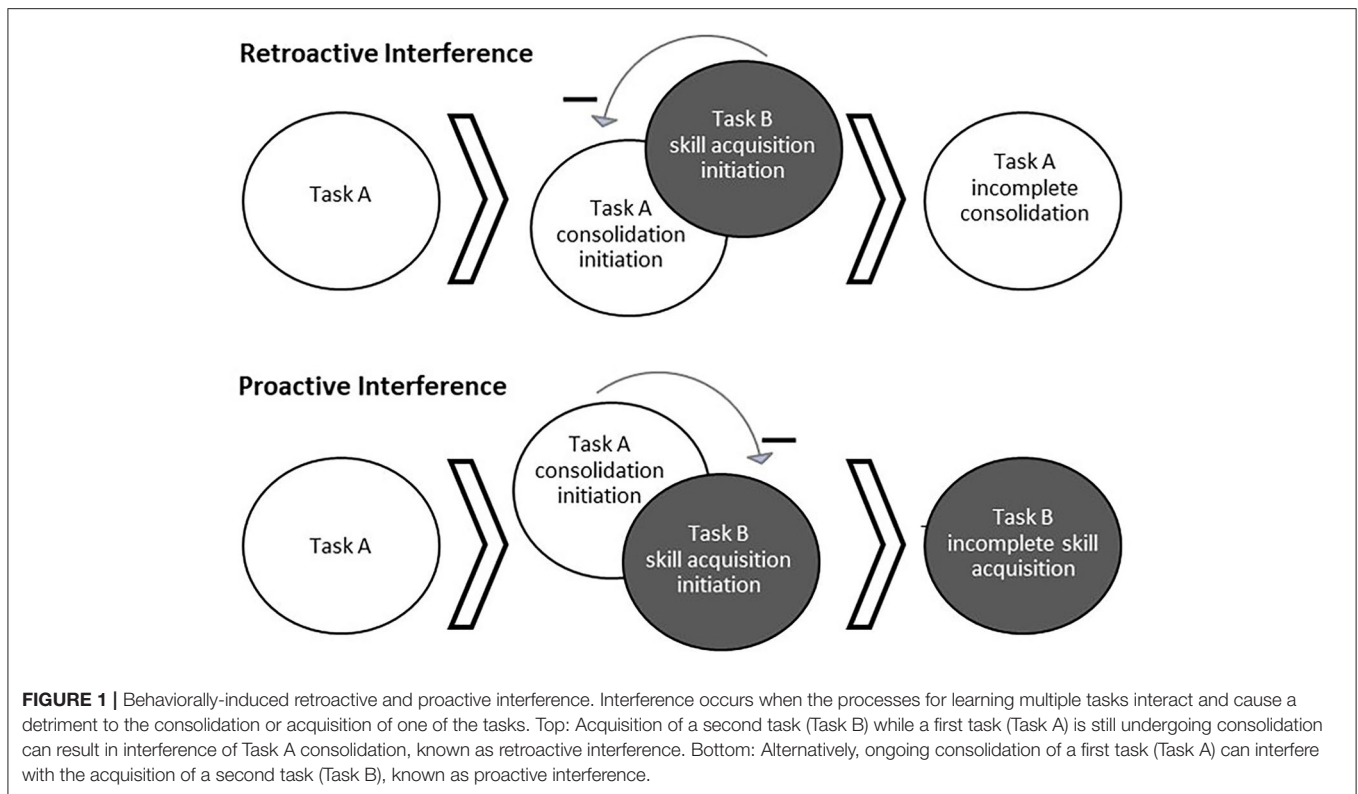 Retroactive Interference
Task A
–
Task A
consolidation
initiation
Task B
skill acquisition
initiation
Task A
incomplete
consolidation
Proactive Interference
Task A
Task A
consolidation
initiation
–
Task B
skill acquisition
initiation
Task B
incomplete skill
acquisition
FIGURE 1 | Behaviorally-induced retroactive and proactive interference. Interference occurs when the processes for learning multiple tasks interact and cause a
detriment to the consolidation or acquisition of one of the tasks. Top: Acquisition of a second task (Task B) while a first task (Task A) is still undergoing consolidation
can result in interference of Task A consolidation, known as retroactive interference. Bottom: Alternatively, ongoing consolidation of a first task (Task A) can interfere
with the acquisition of a second task (Task B), known as proactive interference.